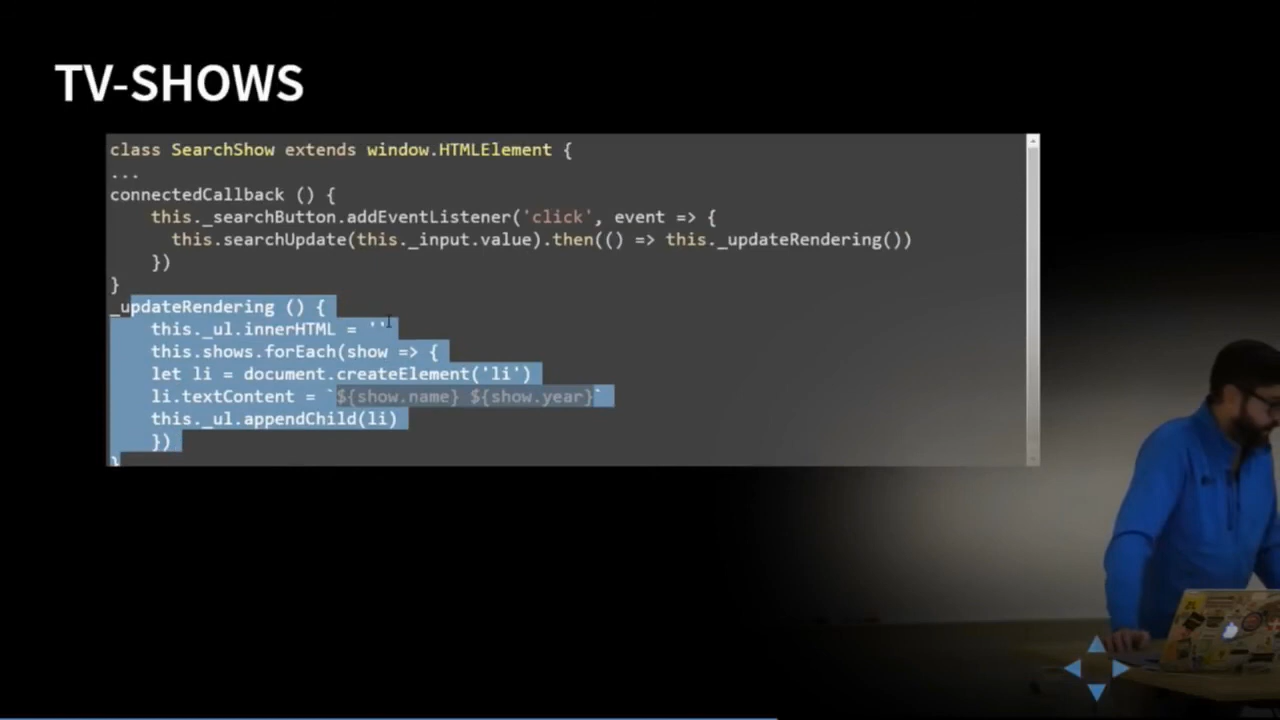 TV-SHOWS
class SearchShow extends window.HTMLElement {
...
connectedCallback () {
    this._searchButton.addEventListener('click', event => {
      this.searchUpdate(this._input.value).then(() => this._updateRendering())
    })
}
_updateRendering () {
    this._ul.innerHTML = ''
    this.shows.forEach(show => {
    let li = document.createElement('li')
    li.textContent = `${show.name} ${show.year}`
    this._ul.appendChild(li)
    })
}